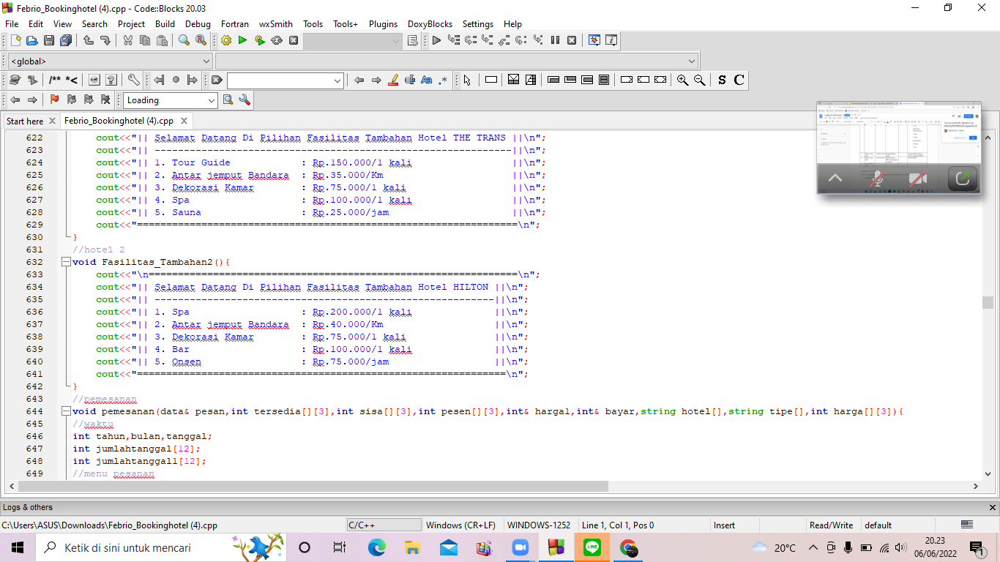 Febrio_Bookinghotel (4).cpp - Code::Blocks 20.03
File Edit View Search Project Build Debug Fortran wxSmith Tools Tools+ Plugins DoxyBlocks Settings Help
<global>
/** *<
Aa .*
S C
Loading
Start here Febrio_Bookinghotel (4).cpp
622 cout<<"|| Selamat Datang Di Pilihan Fasilitas Tambahan Hotel THE TRANS ||\n";
623 cout<<"|| -------------------------------------------------------------||\n";
624 cout<<"|| 1. Tour Guide            : Rp.150.000/1 kali                 ||\n";
625 cout<<"|| 2. Antar jemput Bandara  : Rp.35.000/Km                      ||\n";
626 cout<<"|| 3. Dekorasi Kamar        : Rp.75.000/1 kali                  ||\n";
627 cout<<"|| 4. Spa                   : Rp.100.000/1 kali                 ||\n";
628 cout<<"|| 5. Sauna                 : Rp.25.000/jam                     ||\n";
629 cout<<"=================================================================\n";
630 }
631 //hotel 2
632 void Fasilitas_Tambahan2(){
633 cout<<"\n==================================================================\n";
634 cout<<"|| Selamat Datang Di Pilihan Fasilitas Tambahan Hotel HILTON ||\n";
635 cout<<"|| ----------------------------------------------------------||\n";
636 cout<<"|| 1. Spa                   : Rp.200.000/1 kali              ||\n";
637 cout<<"|| 2. Antar jemput Bandara  : Rp.40.000/Km                   ||\n";
638 cout<<"|| 3. Dekorasi Kamar        : Rp.75.000/1 kali               ||\n";
639 cout<<"|| 4. Bar                   : Rp.100.000/1 kali              ||\n";
640 cout<<"|| 5. Onsen                 : Rp.75.000/jam                  ||\n";
641 cout<<"===============================================================\n";
642 }
643 //pemesanan
644 void pemesanan(data& pesan,int tersedia[][3],int sisa[][3],int pesen[][3],int& hargal,int& bayar,string hotel[],string tipe[],int harga[][3]){
645 //waktu
646 int tahun,bulan,tanggal;
647 int jumlahtanggal[12];
648 int jumlahtanggall[12];
649 //menu pesanan
Logs & others
C:\Users\ASUS\Downloads\Febrio_Bookinghotel (4).cpp C/C++ Windows (CR+LF) WINDOWS-1252 Line 1, Col 1, Pos 0 Insert Read/Write default
Ketik di sini untuk mencari
LINE
20°C
20.23
06/06/2022
1